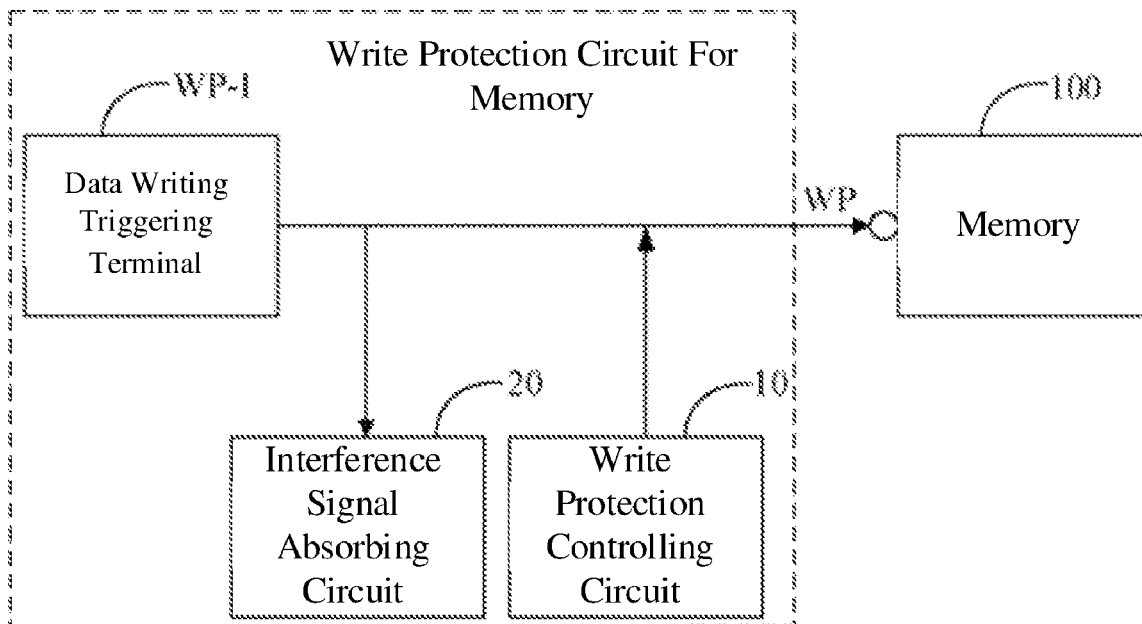 Write Protection Circuit For
Memory
WP-1
100
Data Writing
Triggering
Terminal
WP
Memory
20
10
Interference
Signal
Absorbing
Circuit
Write
Protection
Controlling
Circuit